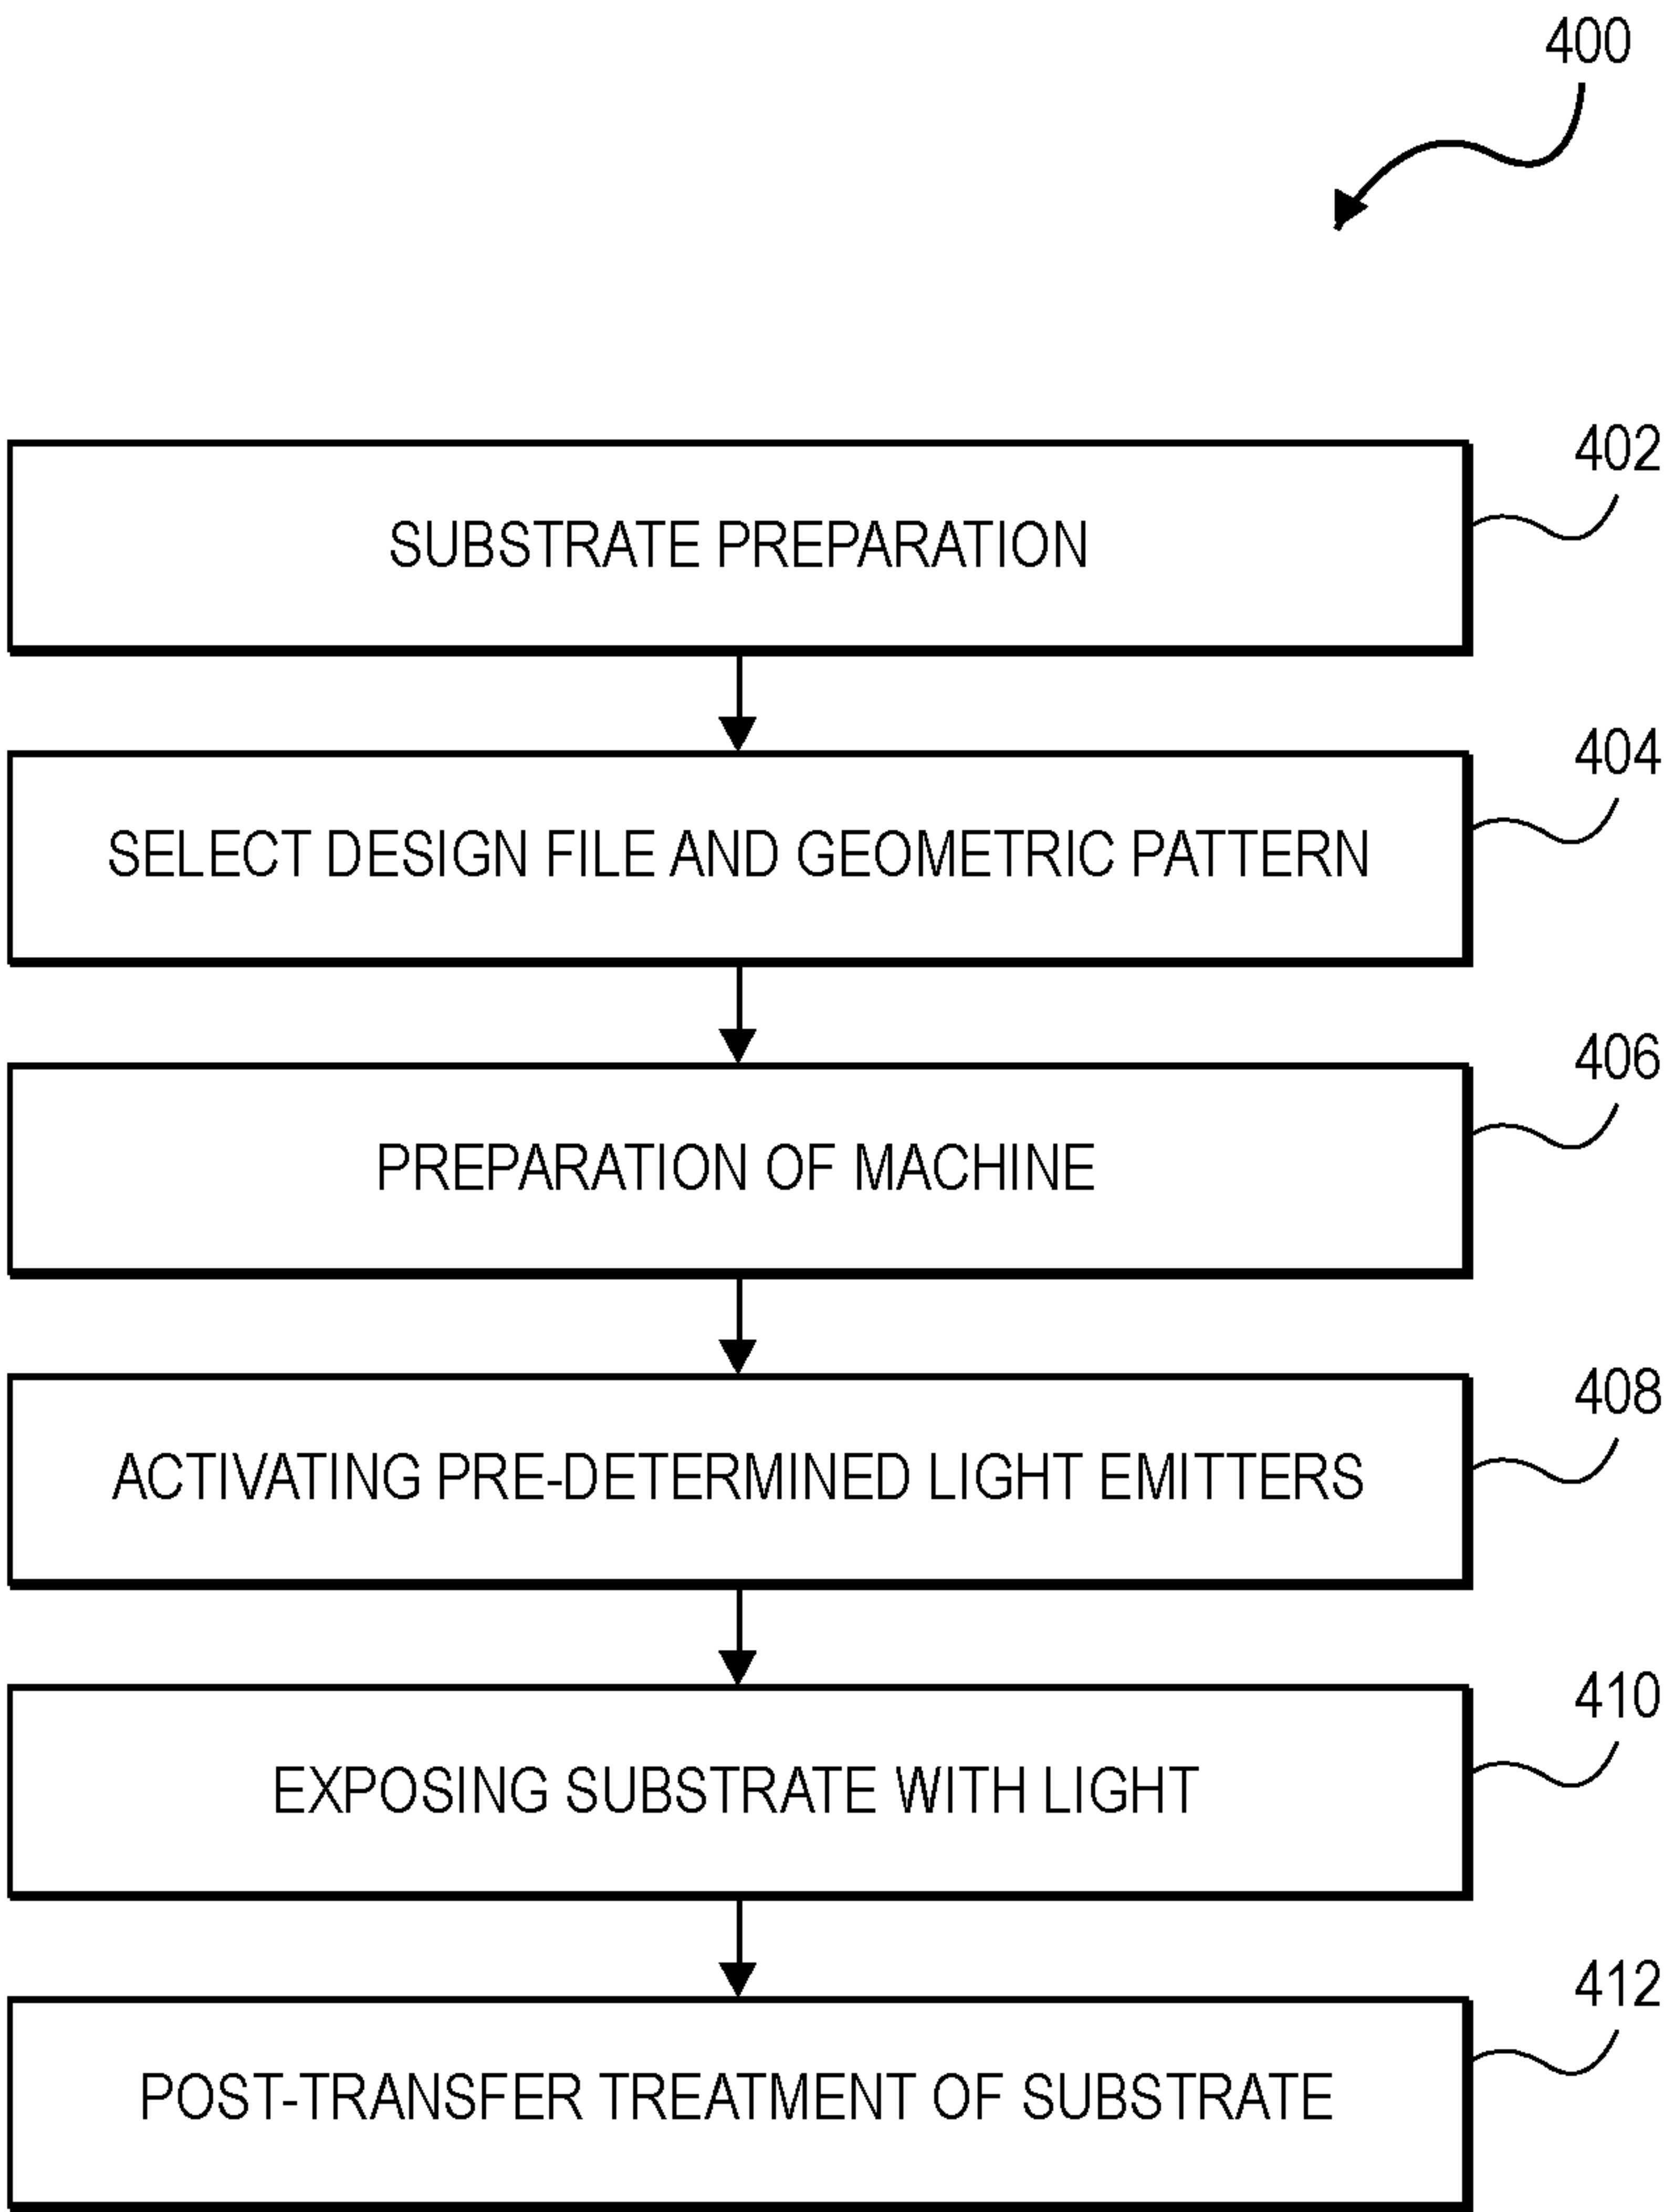 400
402
SUBSTRATE PREPARATION
404
SELECT DESIGN FILE AND GEOMETRIC PATTERN
406
PREPARATION OF MACHINE
408
ACTIVATING PRE-DETERMINED LIGHT EMITTERS
410
EXPOSING SUBSTRATE WITH LIGHT
412
POST-TRANSFER TREATMENT OF SUBSTRATE